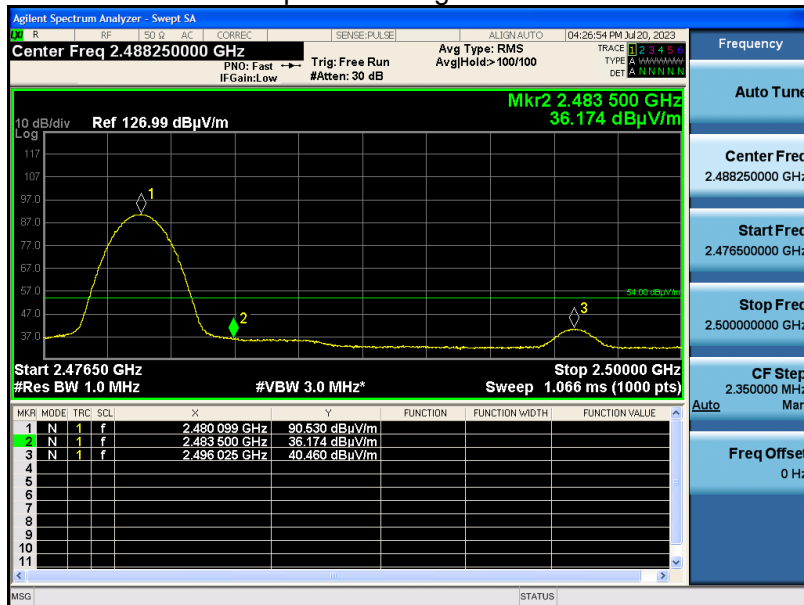 Agilent Spectrum Analyzer - Swept SA
LXI R RF 50 Ω AC CORREC SENSE:PULSE ALIGN AUTO 04:26:54 PM Jul 20, 2023
Center Freq 2.488250000 GHz
PNO: Fast
IFGain:Low
Trig: Free Run
#Atten: 30 dB
Avg Type: RMS
Avg|Hold:>100/100
TRACE 1 2 3 4 5 6
TYPE A WWWWW
DET A N N N N N
Mkr2 2.483 500 GHz
36.174 dBµV/m
10 dB/div Ref 126.99 dBµV/m
Log
117
107
97.0
87.0
77.0
67.0
57.0
47.0
37.0
1
2
3
54.00 dBµV/m
Start 2.47650 GHz Stop 2.50000 GHz
#Res BW 1.0 MHz #VBW 3.0 MHz* Sweep 1.066 ms (1000 pts)
MKR MODE TRC SCL X Y FUNCTION FUNCTION WIDTH FUNCTION VALUE
1 N 1 f 2.480 099 GHz 90.530 dBµV/m
2 N 1 f 2.483 500 GHz 36.174 dBµV/m
3 N 1 f 2.496 025 GHz 40.460 dBµV/m
4
5
6
7
8
9
10
11
MSG STATUS
Frequency
Auto Tune
Center Freq
2.488250000 GHz
Start Freq
2.476500000 GHz
Stop Freq
2.500000000 GHz
CF Step
2.350000 MHz
Auto Man
Freq Offset
0 Hz